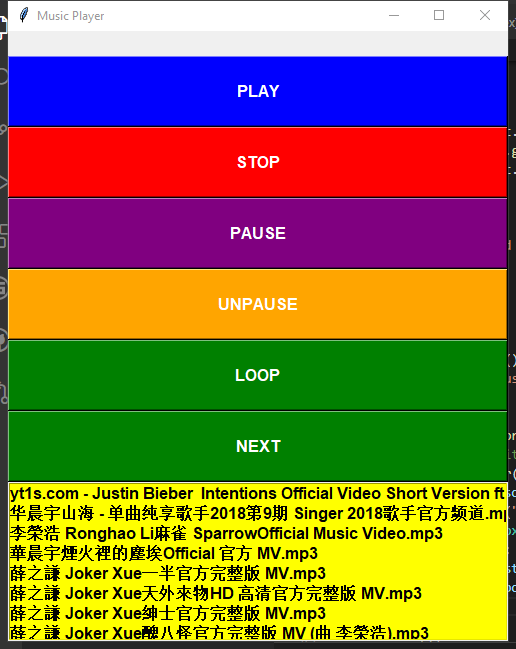 Music Player
PLAY
STOP
PAUSE
UNPAUSE
LOOP
NEXT
yt1s.com - Justin Bieber  Intentions Official Video Short Version ft
华晨宇山海 - 单曲纯享歌手2018第9期 Singer 2018歌手官方频道.mp
李榮浩 Ronghao Li麻雀 SparrowOfficial Music Video.mp3
華晨宇煙火裡的塵埃Official 官方 MV.mp3
薛之謙 Joker Xue一半官方完整版 MV.mp3
薛之謙 Joker Xue天外來物HD 高清官方完整版 MV.mp3
薛之謙 Joker Xue紳士官方完整版 MV.mp3
薛之謙 Joker Xue醜八怪官方完整版 MV (曲 李榮浩).mp3